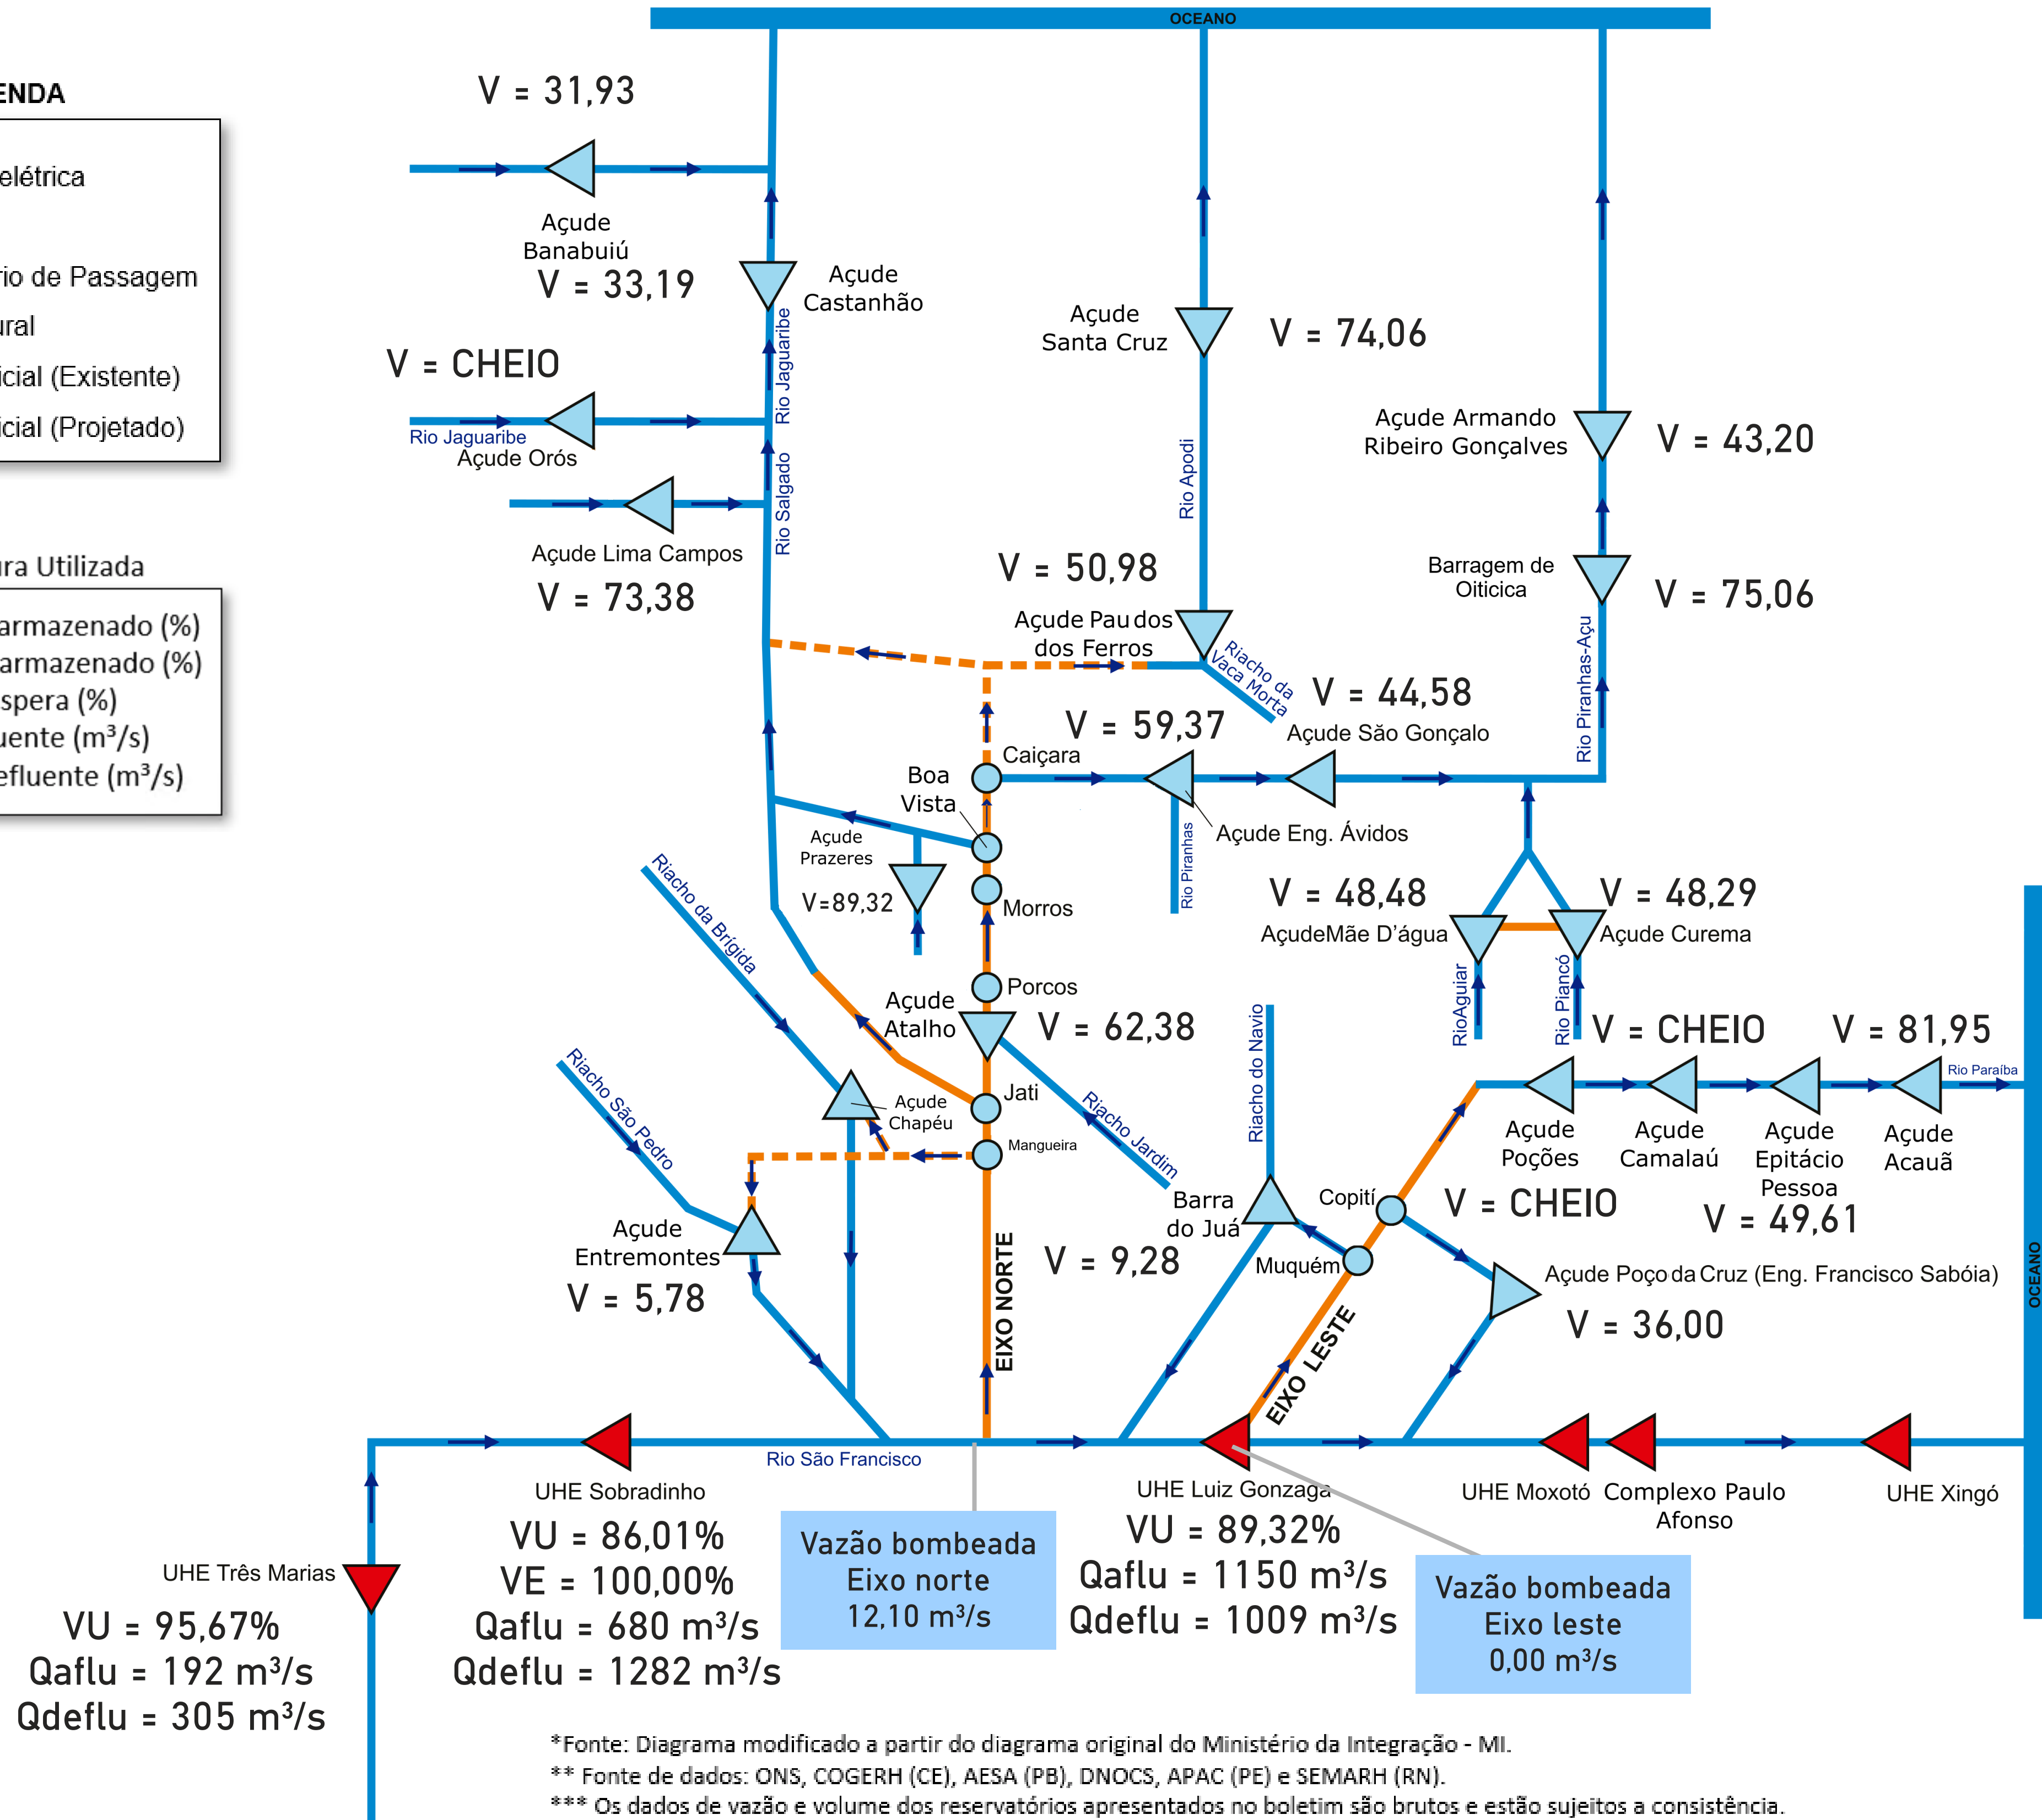 OCEANO
ENDA
elétrica
rio de Passagem
ural
icial (Existente)
icial (Projetado)
ura Utilizada
armazenado (%)
armazenado (%)
spera (%)
uente (m³/s)
efluente (m³/s)
V = 31,93
Açude
Banabuiú
V = 33,19
Açude
Castanhão
Rio Jaguaribe
V = CHEIO
Rio Jaguaribe
Açude Orós
Rio Salgado
Açude Lima Campos
V = 73,38
Açude
Santa Cruz
V = 74,06
Rio Apodi
Açude Armando
Ribeiro Gonçalves
V = 43,20
Barragem de
Oiticica
V = 75,06
Rio Piranhas-Açu
V = 50,98
Açude Pau dos
dos Ferros
Riacho da
Vaca Morta
V = 44,58
Açude São Gonçalo
V = 59,37
Caiçara
Boa
Vista
Açude Eng. Ávidos
Rio Piranhas
Açude
Prazeres
V=89,32
Morros
Riacho da Brígida
V = 48,48
AçudeMãe D'água
V = 48,29
Açude Curema
RioAguiar
Rio Piancó
Porcos
Açude
Atalho
V = 62,38
Riacho do Navio
V = CHEIO
V = 81,95
Rio Paraíba
Riacho São Pedro
Jati
Açude
Chapéu
Mangueira
Riacho Jardim
Açude
Poções
Açude
Camalaú
Açude
Epitácio
Pessoa
V = 49,61
Açude
Acauã
Barra
do Juá
V = 9,28
Copití
V = CHEIO
Muquém
Açude
Entremontes
V = 5,78
EIXO NORTE
EIXO LESTE
Açude Poço da Cruz (Eng. Francisco Sabóia)
V = 36,00
OCEANO
Rio São Francisco
UHE Sobradinho
VU = 86,01%
VE = 100,00%
Qaflu = 680 m³/s
Qdeflu = 1282 m³/s
Vazão bombeada
Eixo norte
12,10 m³/s
UHE Luiz Gonzaga
VU = 89,32%
Qaflu = 1150 m³/s
Qdeflu = 1009 m³/s
Vazão bombeada
Eixo leste
0,00 m³/s
UHE Moxotó
Complexo Paulo
Afonso
UHE Xingó
UHE Três Marias
VU = 95,67%
Qaflu = 192 m³/s
Qdeflu = 305 m³/s
*Fonte: Diagrama modificado a partir do diagrama original do Ministério da Integração - MI.
** Fonte de dados: ONS, COGERH (CE), AESA (PB), DNOCS, APAC (PE) e SEMARH (RN).
*** Os dados de vazão e volume dos reservatórios apresentados no boletim são brutos e estão sujeitos a consistência.